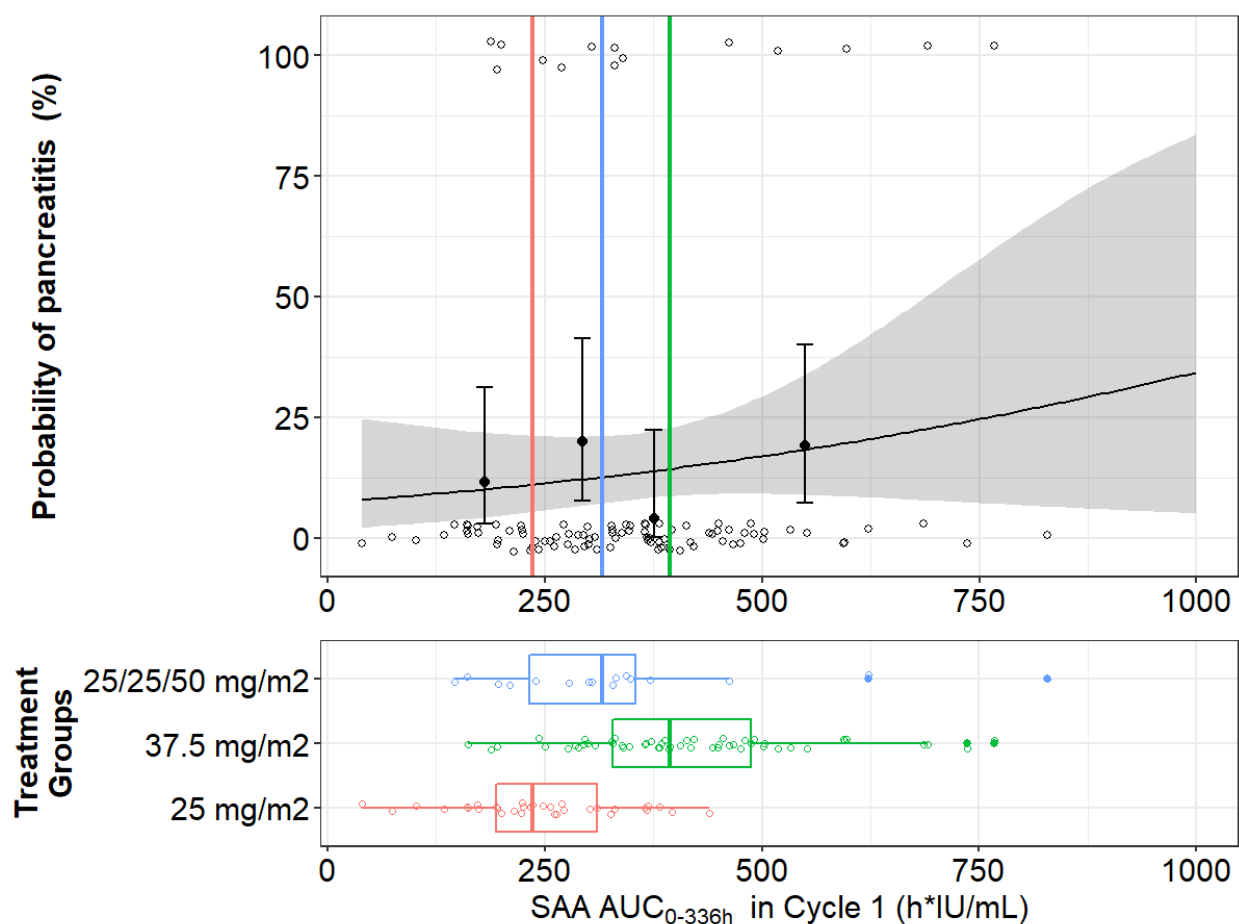 Probability of pancreatitis (%)
100
75
50
25
0
0 250 500 750 1000
Treatment
Groups
25/25/50 mg/m2
37.5 mg/m2
25 mg/m2
0 250 500 750 1000
SAA AUC0-336h in Cycle 1 (h*IU/mL)